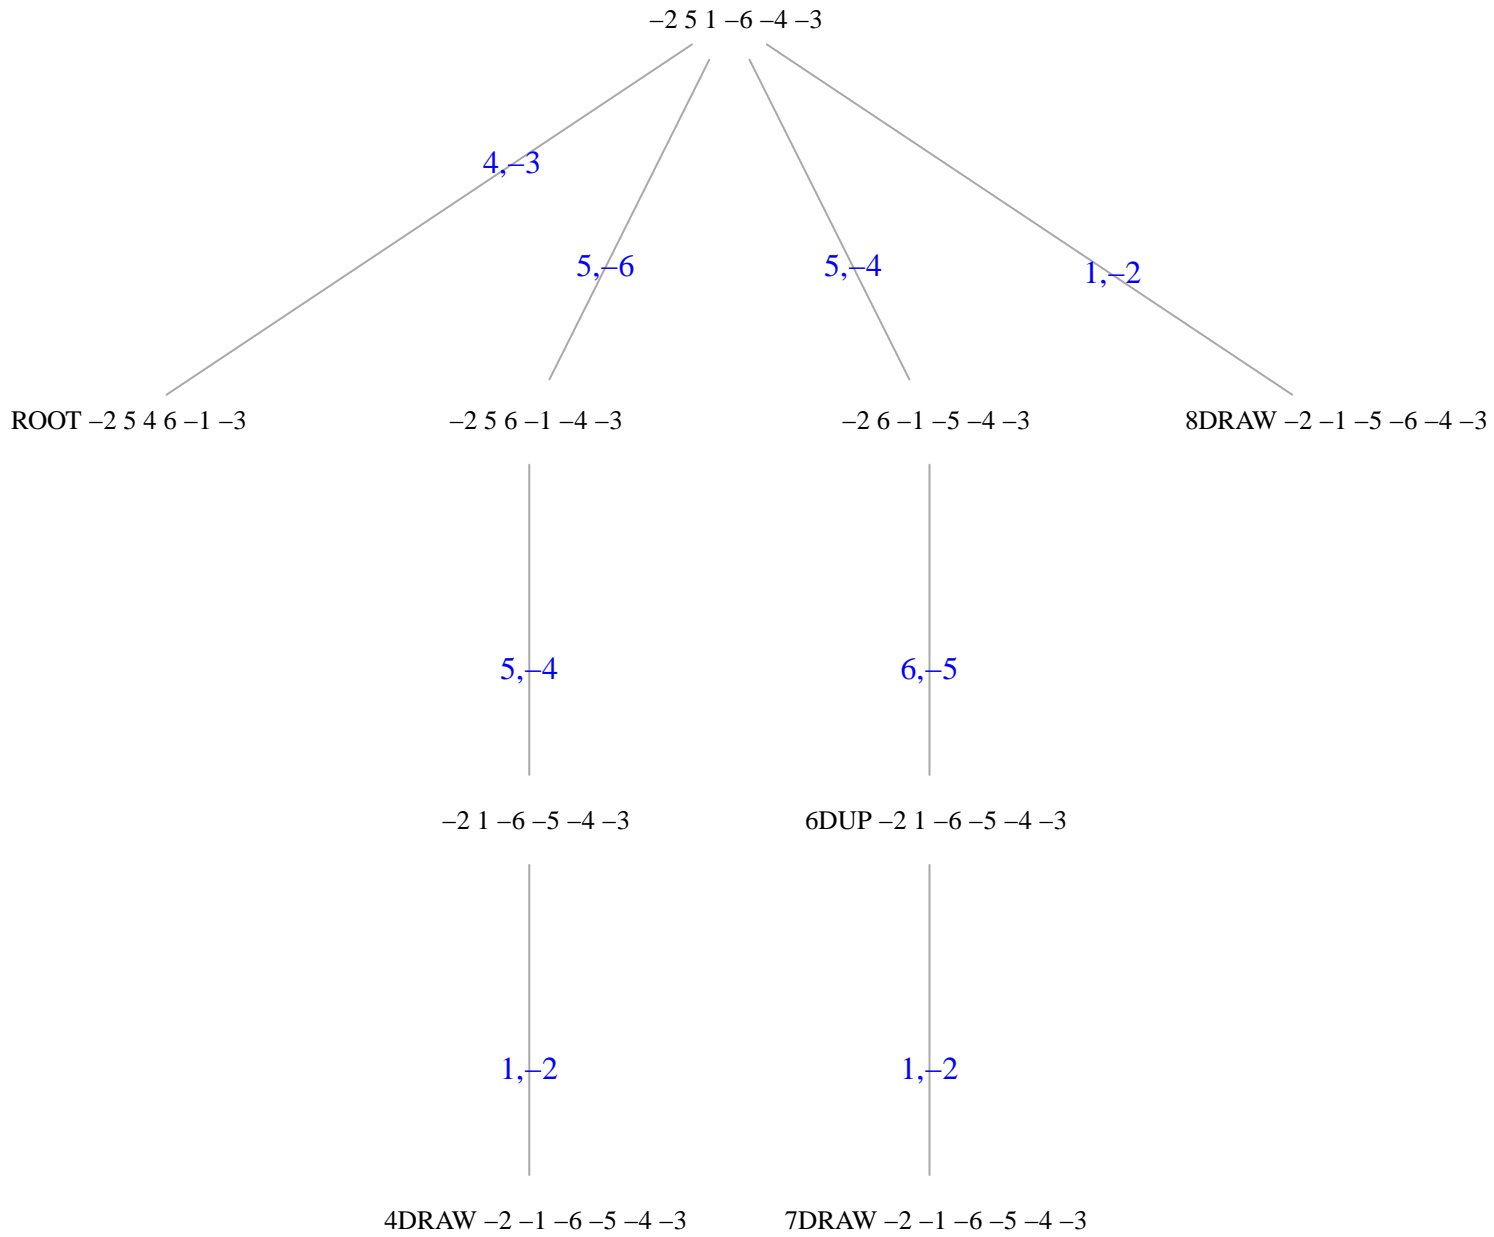 –2 5 1 –6 –4 –3
4,–3
5,–6
5,–4
1,–2
ROOT –2 5 4 6 –1 –3
–2 5 6 –1 –4 –3
–2 6 –1 –5 –4 –3
8DRAW –2 –1 –5 –6 –4 –3
5,–4
6,–5
–2 1 –6 –5 –4 –3
6DUP –2 1 –6 –5 –4 –3
1,–2
1,–2
4DRAW –2 –1 –6 –5 –4 –3
7DRAW –2 –1 –6 –5 –4 –3